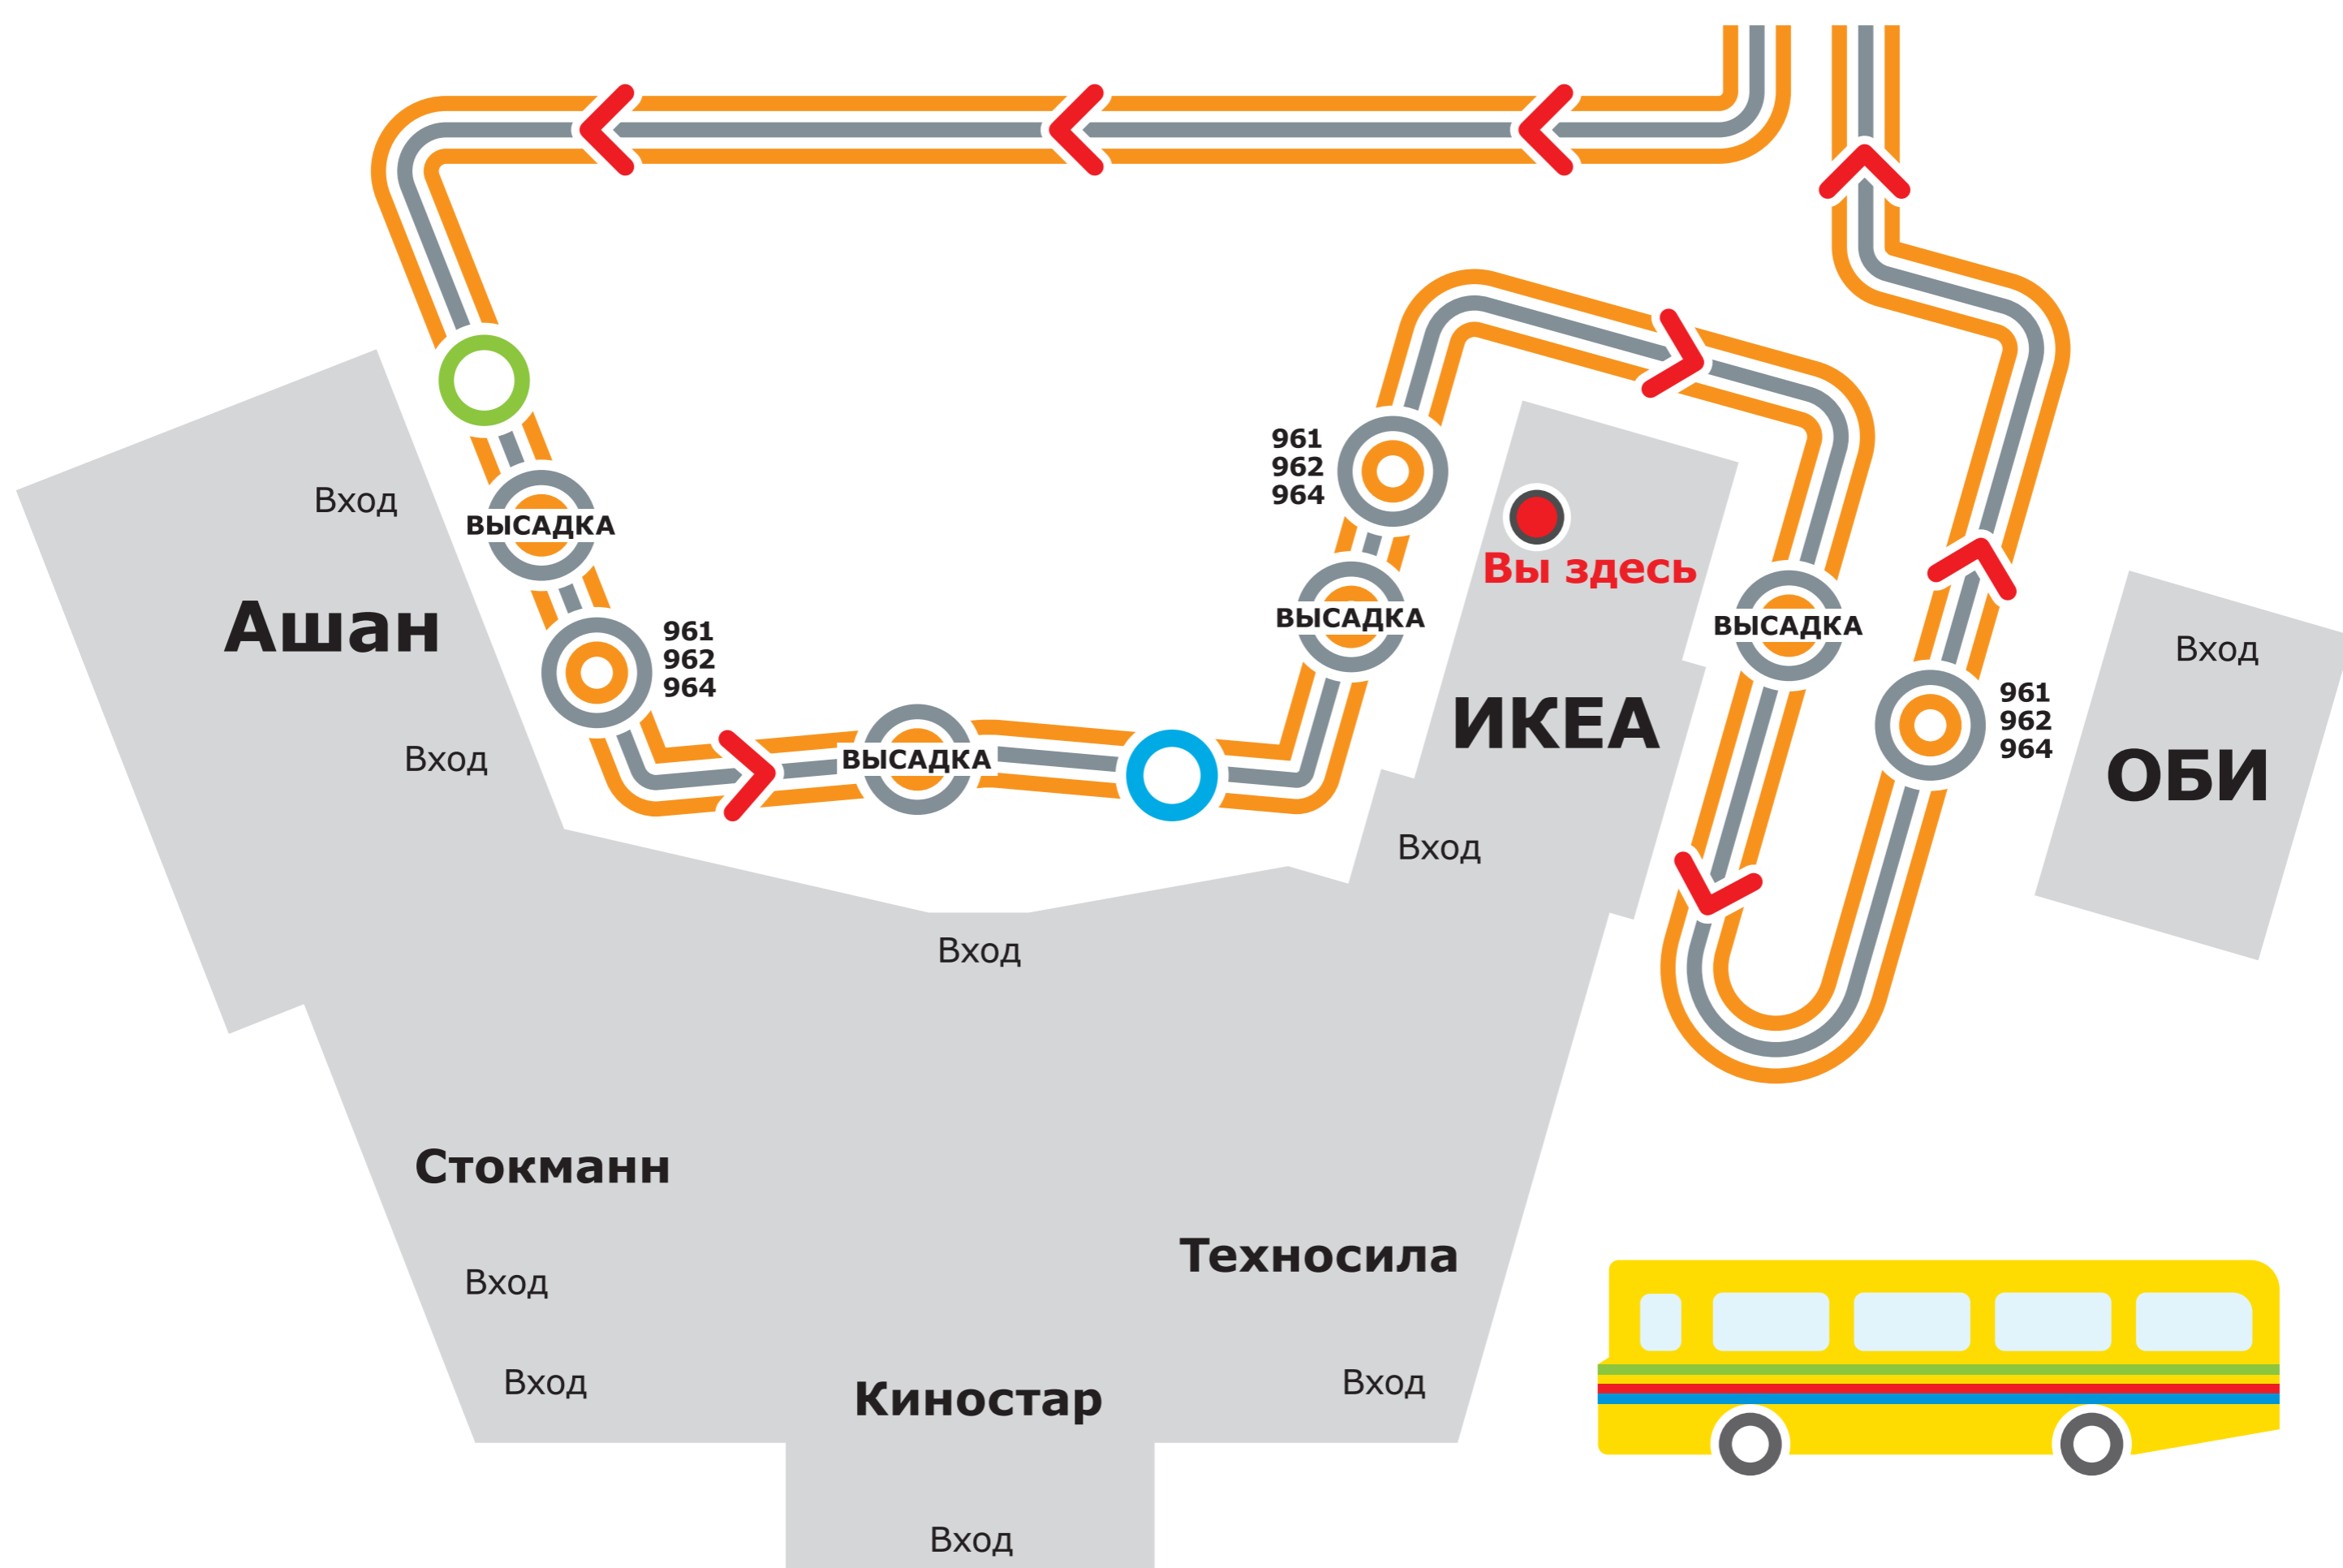 961
962
964
Вход
ВЫСАДКА
Вы здесь
Ашан
ВЫСАДКА
ВЫСАДКА
961
962
964
Вход
961
962
964
ИКЕА
ОБИ
Вход
ВЫСАДКА
Вход
Вход
Стокманн
Техносила
Вход
Вход
Киностар
Вход
Вход